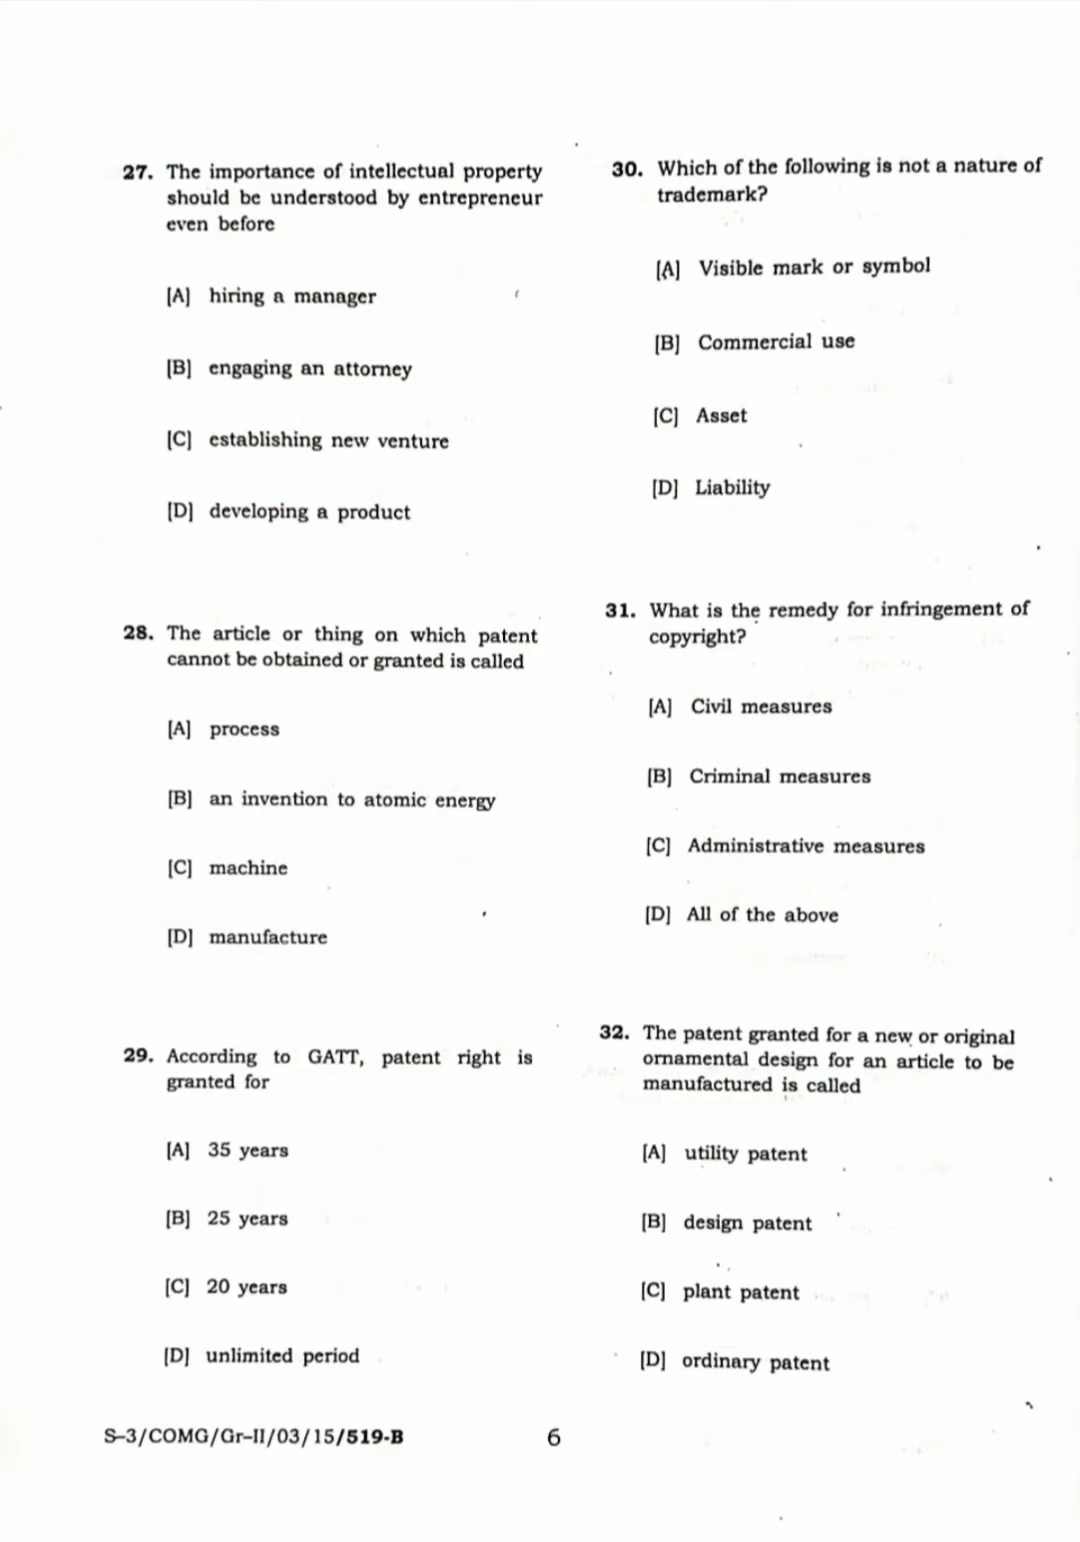 27. The importance of intellectual property
should be understood by entrepreneur
even before
[A] hiring a manager
[B] engaging an attorney
[C] establishing new venture
[D] developing a product
28. The article or thing on which patent
cannot be obtained or granted is called
[A] process
[B] an invention to atomic energy
[C] machine
[D] manufacture
29. According to GATT, patent right is
granted for
[A] 35 years
[B] 25 years
[C] 20 years
[D] unlimited period
30. Which of the following is not a nature of
trademark?
[A] Visible mark or symbol
[B] Commercial use
[C] Asset
[D] Liability
31. What is the remedy for infringement of
copyright?
[A] Civil measures
[B] Criminal measures
[C] Administrative measures
[D] All of the above
32. The patent granted for a new or original
ornamental design for an article to be
manufactured is called
[A] utility patent
[B] design patent
[C] plant patent
[D] ordinary patent
S-3/COMG/Gr-II/03/15/519-B 6